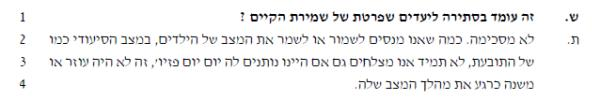 ש. זה עומד בסתירה ליעדים שפרטת של שמירת הקיים ? 1
ת. לא מסכימה. כמה שאנו מנסים לשמור או לשמר את המצב של הילדים, במצב הסיעודי כמו 2
של התובעת, לא תמיד אנו מצליחים גם אם היינו נותנים לה יום יום פזיו', זה לא היה עוזר או 3
משנה כרגע את מהלך המצב שלה. 4